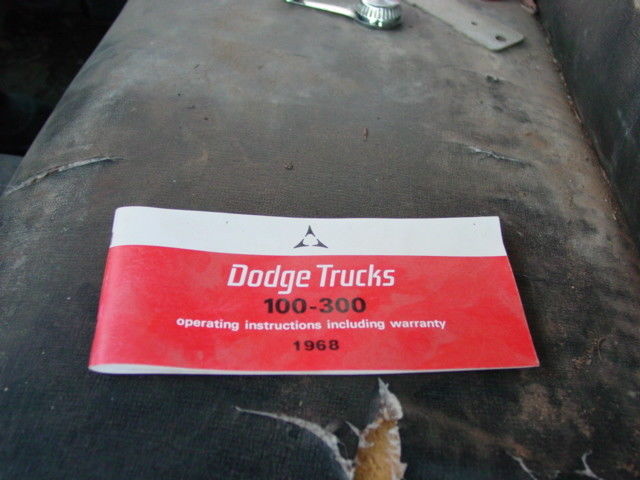 Dodge Trucks
100-300
operating instructions including warranty
1968